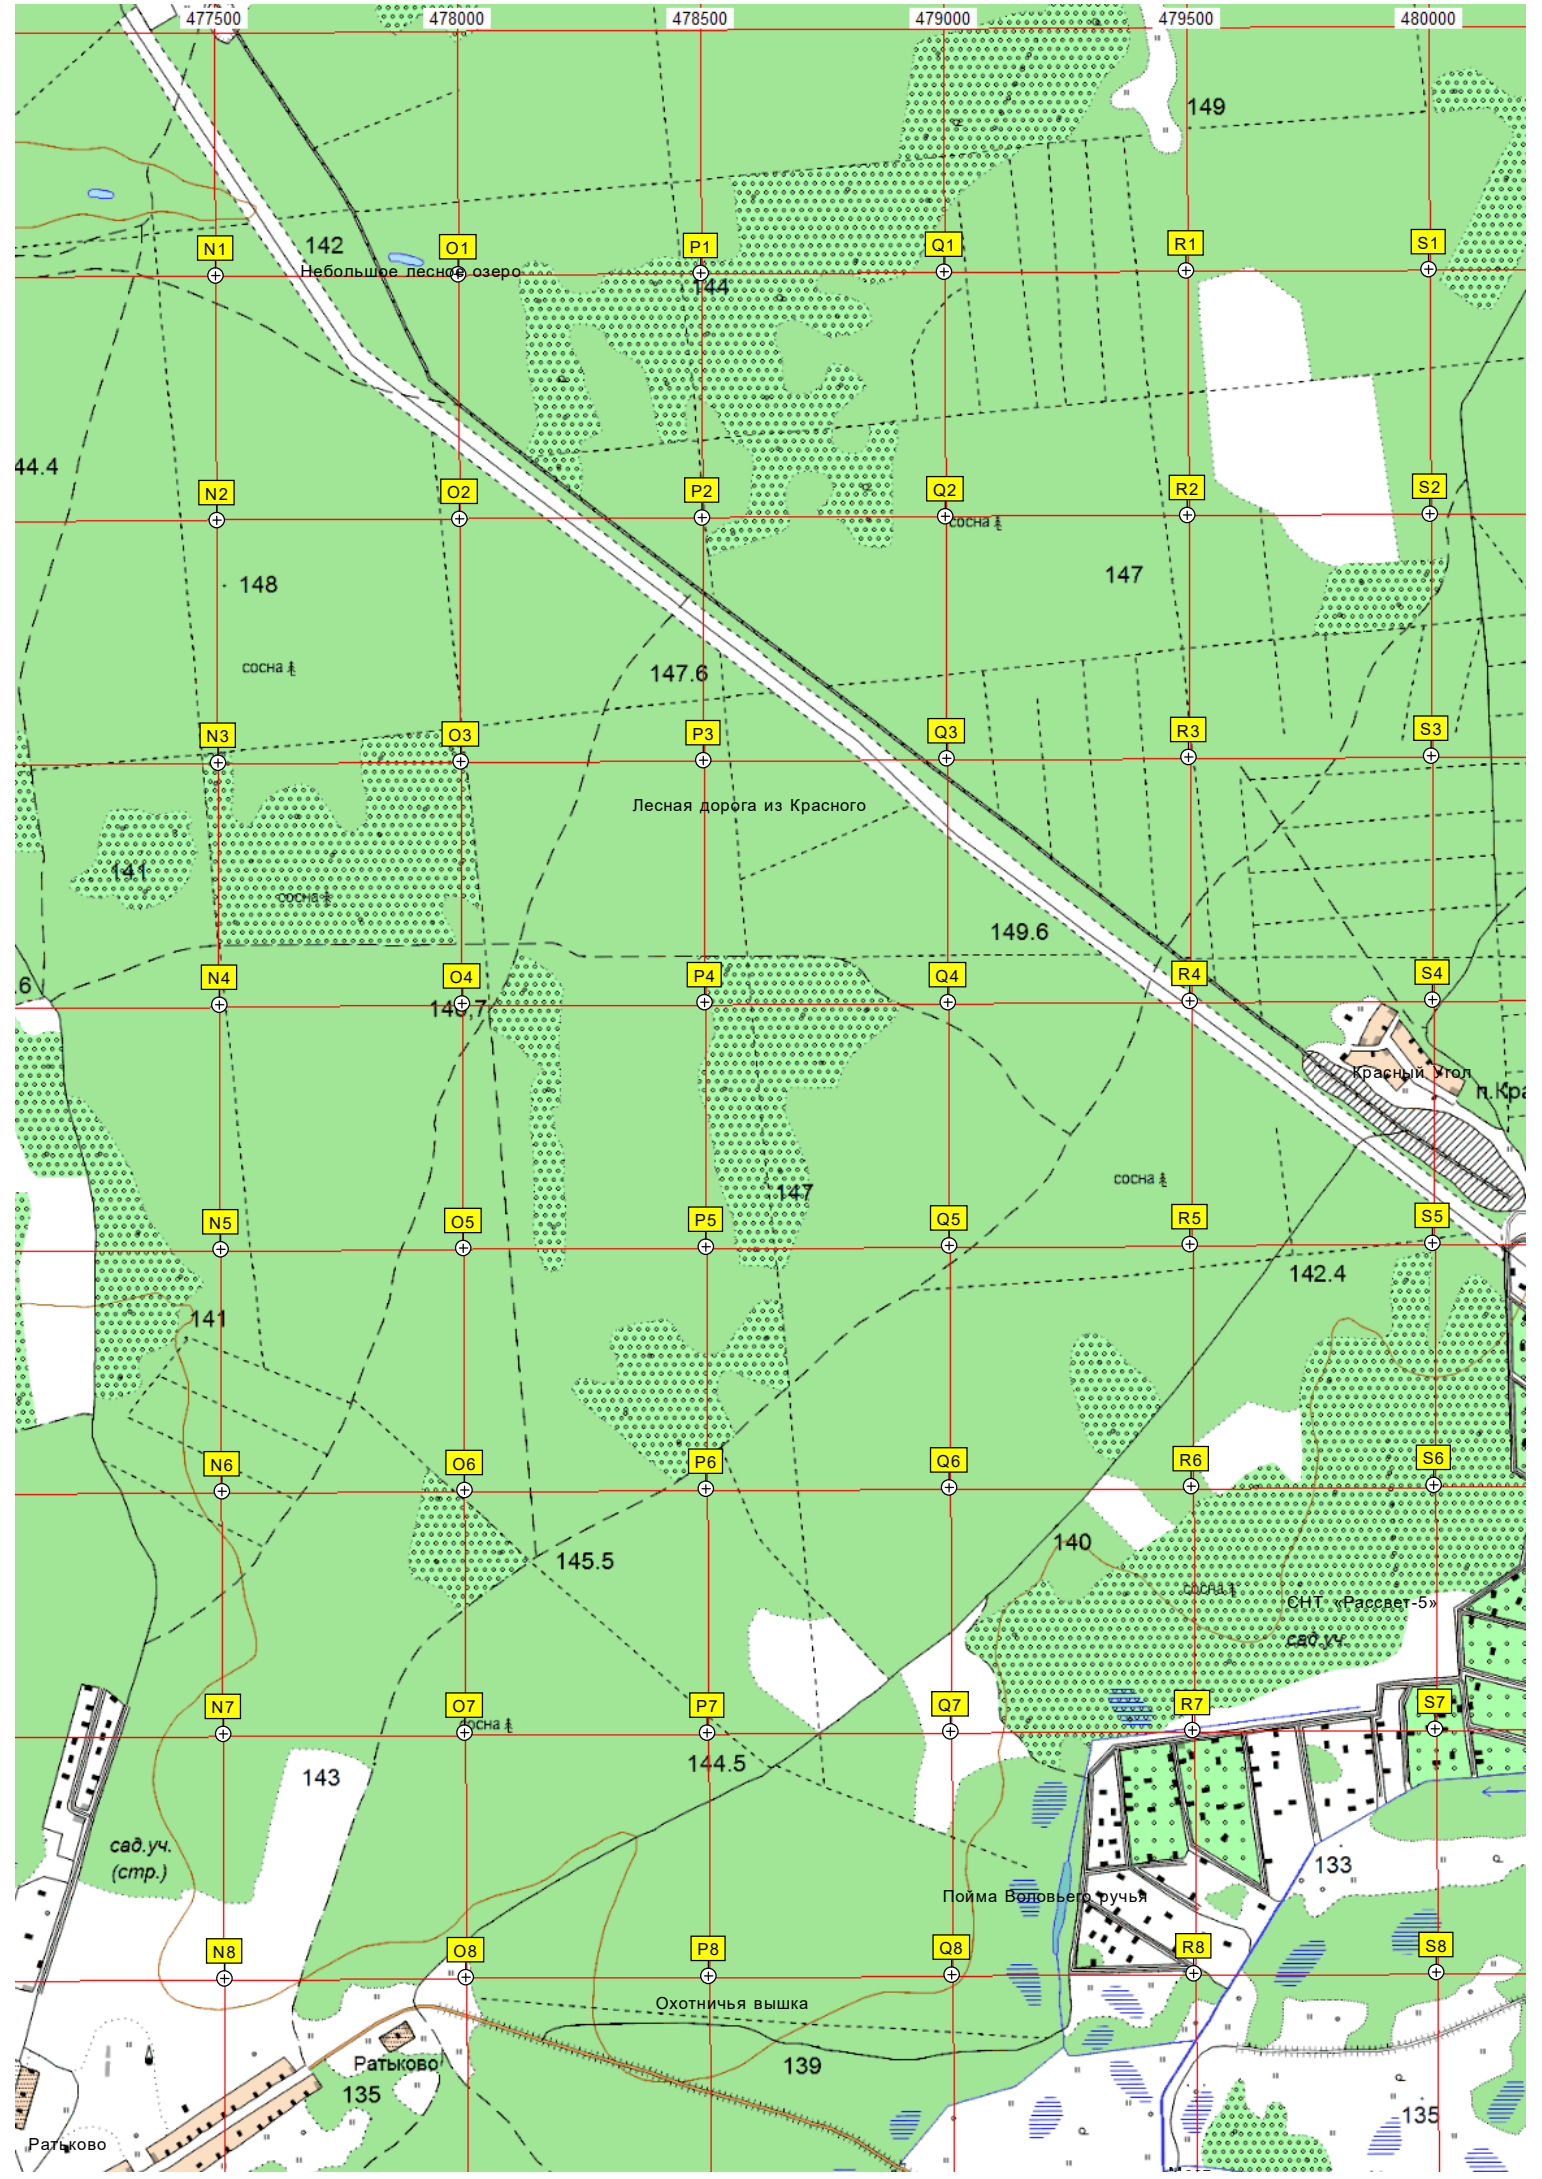 477500 478000 478500 479000 479500 480000
149
N1 O1 P1 Q1 R1 S1
142
Небольшое лесное озеро
144
44.4
N2 O2 P2 Q2 R2 S2
сосна
148
147
сосна
147.6
N3 O3 P3 Q3 R3 S3
Лесная дорога из Красного
141
сосна
149.6
N4 O4 P4 Q4 R4 S4
.6
Красный Угол
п.Кра
сосна
147
N5 O5 P5 Q5 R5 S5
142.4
141
N6 O6 P6 Q6 R6 S6
140
145.5
сосна
СНТ «Рассвет-5»
сад.уч.
N7 O7 P7 Q7 R7 S7
сосна
144.5
143
сад.уч.
(стр.)
133
Пойма Воловьего ручья
N8 O8 P8 Q8 R8 S8
Охотничья вышка
Ратьково
139
135
135
Ратьково